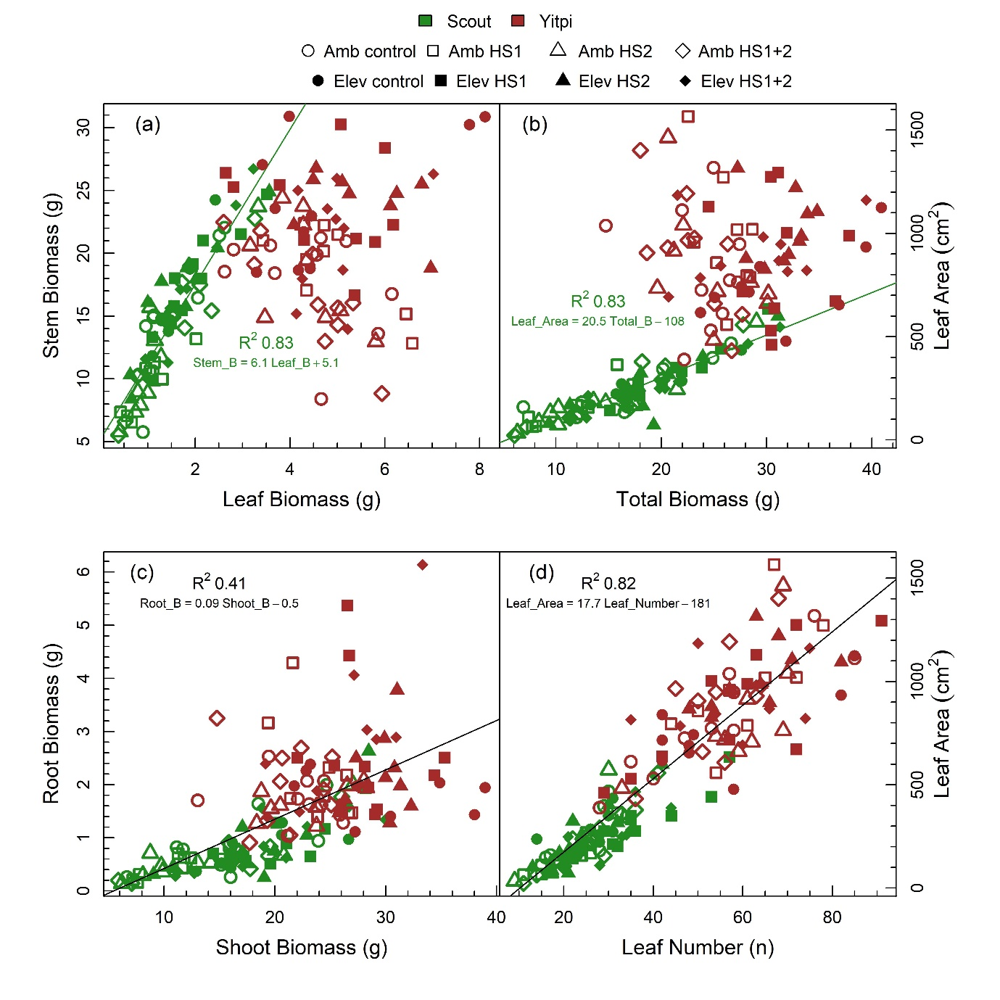 Scout Yitpi
Amb control Amb HS1 Amb HS2 Amb HS1+2
Elev control Elev HS1 Elev HS2 Elev HS1+2
(a)
R² 0.83
Stem_B = 6.1 Leaf_B + 5.1
Stem Biomass (g)
5 10 15 20 25 30
2 4 6 8
Leaf Biomass (g)
(b)
R² 0.83
Leaf_Area = 20.5 Total_B − 108
Leaf Area (cm²)
0 500 1000 1500
10 20 30 40
Total Biomass (g)
(c)
R² 0.41
Root_B = 0.09 Shoot_B − 0.5
Root Biomass (g)
0 1 2 3 4 5 6
10 20 30 40
Shoot Biomass (g)
(d)
R² 0.82
Leaf_Area = 17.7 Leaf_Number − 181
Leaf Area (cm²)
0 500 1000 1500
20 40 60 80
Leaf Number (n)